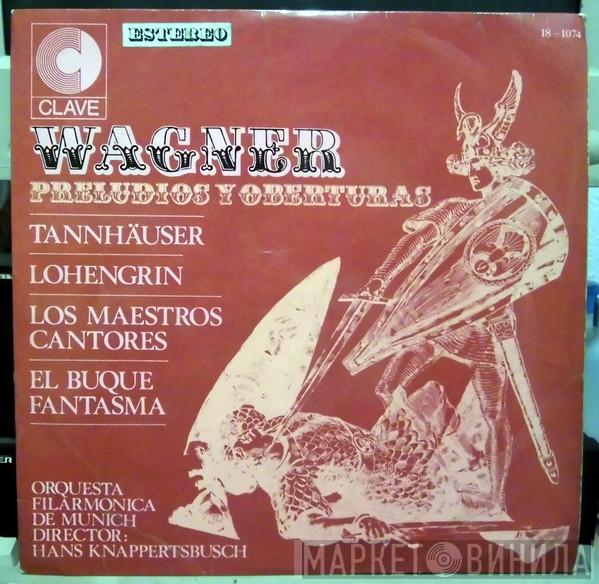 ESTEREO
18-1074
CLAVE
WAGNER
PRELUDIOS Y OBERTURAS
TANNHÄUSER
LOHENGRIN
LOS MAESTROS
CANTORES
EL BUQUE
FANTASMA
ORQUESTA
FILARMONICA
DE MUNICH
DIRECTOR:
HANS KNAPPERTSBUSCH
МАРКЕТ ВИНИЛА